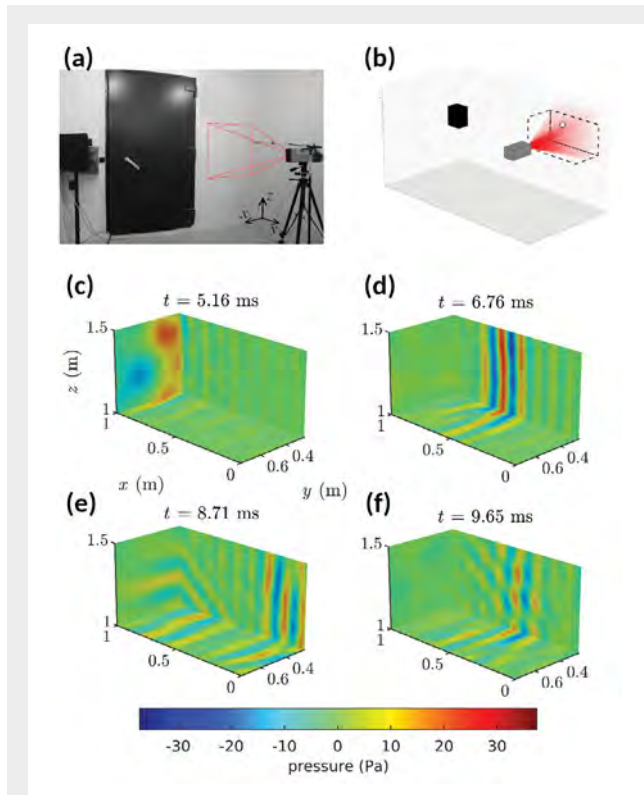 (a)
(b)
x
y
z
(c)
t = 5.16 ms
(d)
t = 6.76 ms
1.5
z (m)
1
1
0.5
0
0.6
0.4
1.5
1
1
0.5
0
0.6
0.4
x (m)
y (m)
(e)
t = 8.71 ms
(f)
t = 9.65 ms
1.5
1
1
0.5
0
0.6
0.4
1.5
1
1
0.5
0
0.6
0.4
-30 -20 -10 0 10 20 30
pressure (Pa)